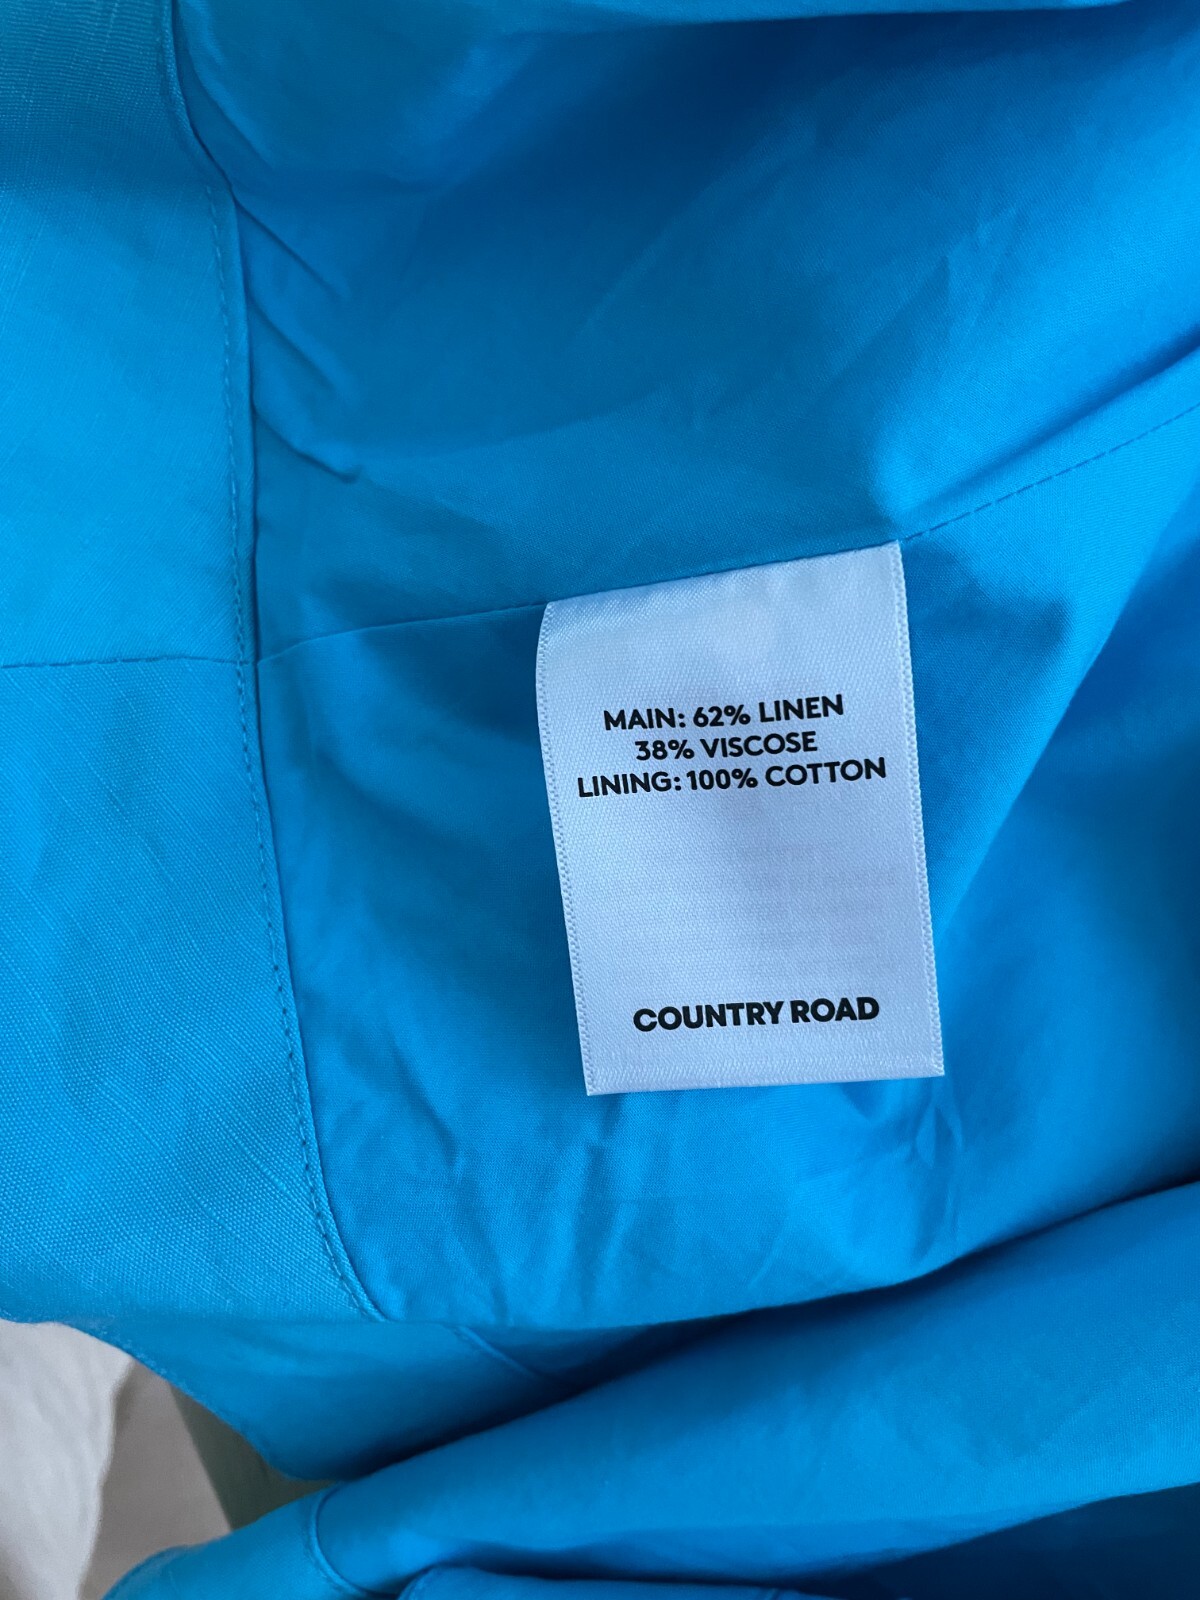 MAIN: 62% LINEN
38% VISCOSE
LINING: 100% COTTON
COUNTRY ROAD